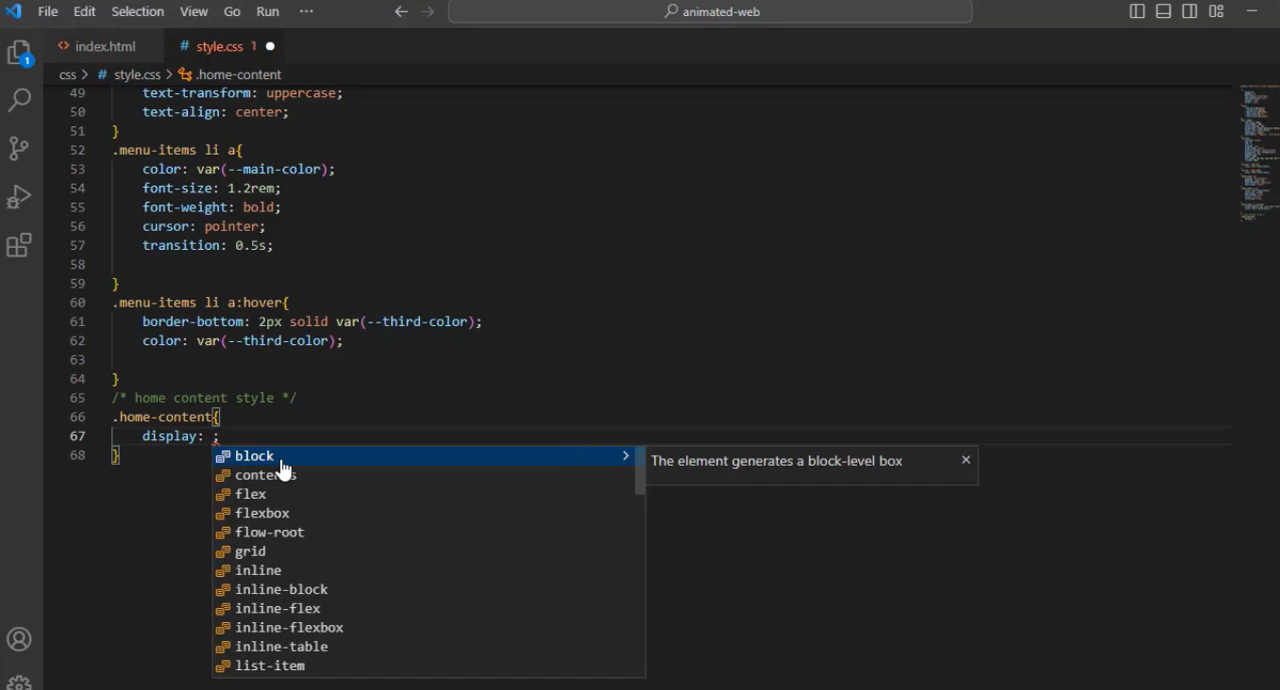 File Edit Selection View Go Run ··· animated-web
1
<> index.html # style.css 1
css > # style.css > .home-content
49 text-transform: uppercase;
50 text-align: center;
51 }
52 .menu-items li a{
53 color: var(--main-color);
54 font-size: 1.2rem;
55 font-weight: bold;
56 cursor: pointer;
57 transition: 0.5s;
58
59 }
60 .menu-items li a:hover{
61 border-bottom: 2px solid var(--third-color);
62 color: var(--third-color);
63
64 }
65 /* home content style */
66 .home-content{
67 display: ;
68 }
block
The element generates a block-level box
flex
flexbox
flow-root
grid
inline
inline-block
inline-flex
inline-flexbox
inline-table
list-item